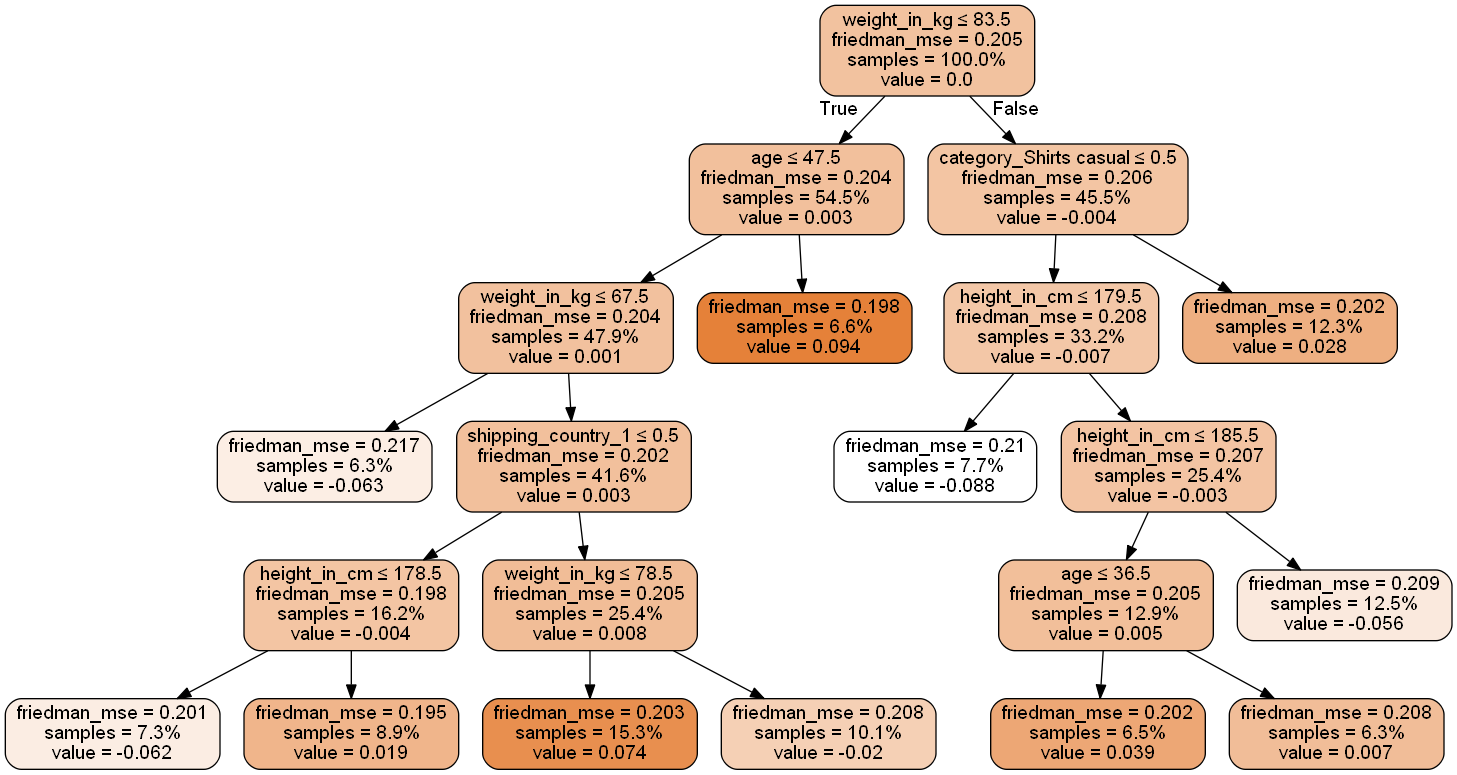 weight_in_kg ≤ 83.5
friedman_mse = 0.205
samples = 100.0%
value = 0.0
True
False
age ≤ 47.5
friedman_mse = 0.204
samples = 54.5%
value = 0.003
category_Shirts casual ≤ 0.5
friedman_mse = 0.206
samples = 45.5%
value = -0.004
weight_in_kg ≤ 67.5
friedman_mse = 0.204
samples = 47.9%
value = 0.001
friedman_mse = 0.198
samples = 6.6%
value = 0.094
height_in_cm ≤ 179.5
friedman_mse = 0.208
samples = 33.2%
value = -0.007
friedman_mse = 0.202
samples = 12.3%
value = 0.028
friedman_mse = 0.217
samples = 6.3%
value = -0.063
shipping_country_1 ≤ 0.5
friedman_mse = 0.202
samples = 41.6%
value = 0.003
friedman_mse = 0.21
samples = 7.7%
value = -0.088
height_in_cm ≤ 185.5
friedman_mse = 0.207
samples = 25.4%
value = -0.003
height_in_cm ≤ 178.5
friedman_mse = 0.198
samples = 16.2%
value = -0.004
weight_in_kg ≤ 78.5
friedman_mse = 0.205
samples = 25.4%
value = 0.008
age ≤ 36.5
friedman_mse = 0.205
samples = 12.9%
value = 0.005
friedman_mse = 0.209
samples = 12.5%
value = -0.056
friedman_mse = 0.201
samples = 7.3%
value = -0.062
friedman_mse = 0.195
samples = 8.9%
value = 0.019
friedman_mse = 0.203
samples = 15.3%
value = 0.074
friedman_mse = 0.208
samples = 10.1%
value = -0.02
friedman_mse = 0.202
samples = 6.5%
value = 0.039
friedman_mse = 0.208
samples = 6.3%
value = 0.007